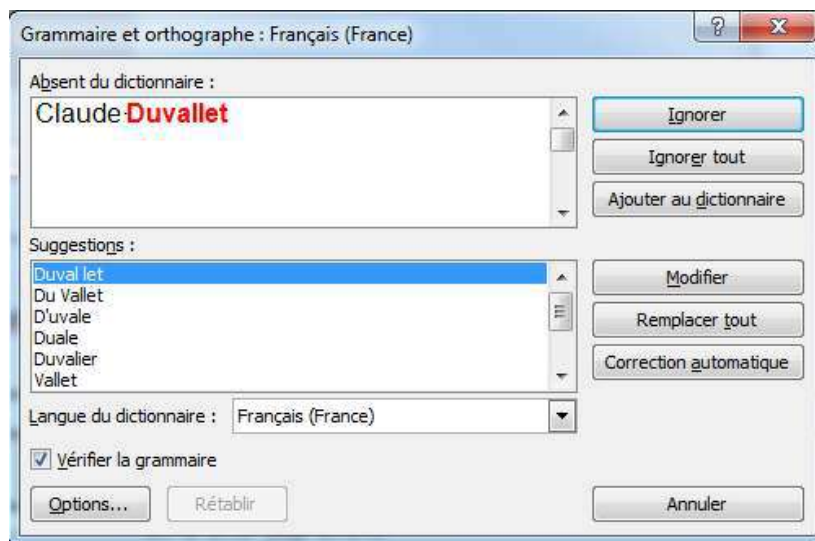 Grammaire et orthographe : Français (France)
Absent du dictionnaire :
Claude·Duvallet
Ignorer
Ignorer tout
Ajouter au dictionnaire
Suggestions :
Duval let
Du Vallet
D'uvale
Duale
Duvalier
Vallet
Modifier
Remplacer tout
Correction automatique
Langue du dictionnaire : Français (France)
Vérifier la grammaire
Options... Rétablir Annuler